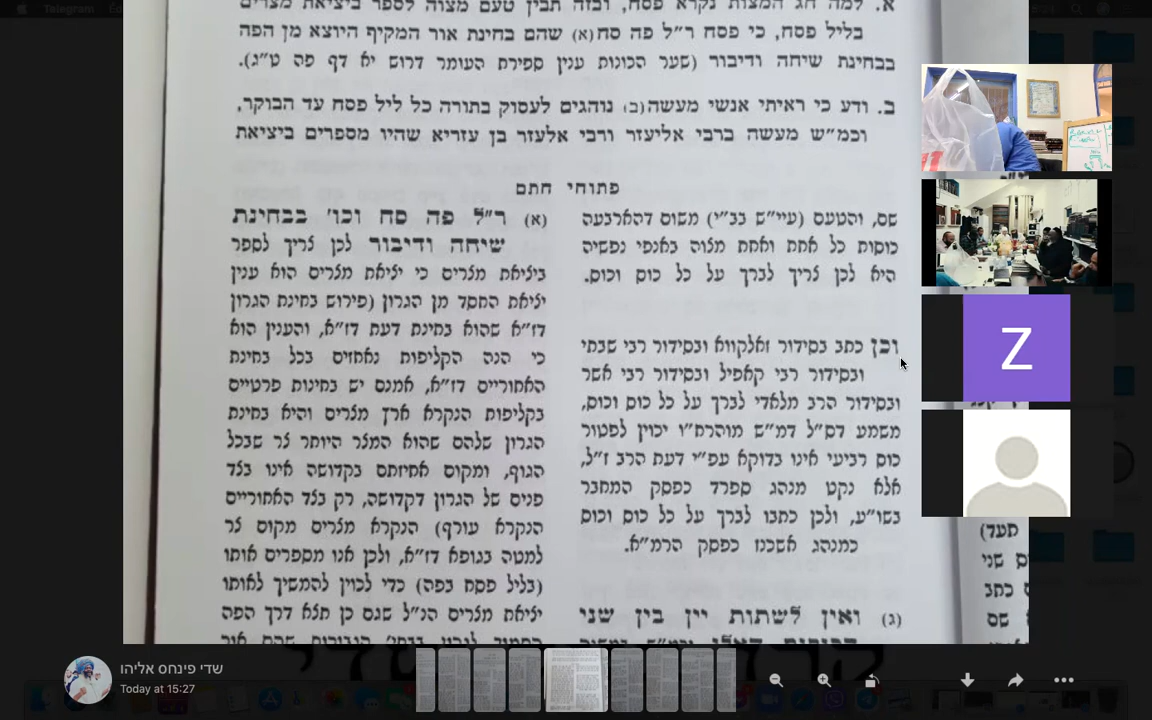 Telegram
א. למה חג המצות נקרא פסח, ובזה תבין טעם מצוה לספר ביציאת מצרים
בליל פסח, כי פסח ר״ל פה סח(א) שהם בחינת אור המקיף היוצא מן הפה
בבחינת שיחה ודיבור (שער הכונות ענין ספירת העומר דרוש יא דף פה ט״ג).
ב. ודע כי ראיתי אנשי מעשה(ב) נוהגים לעסוק בתורה כל ליל פסח עד הבוקר,
וכמ״ש מעשה ברבי אליעזר ורבי אלעזר בן עזריא שהיו מספרים ביציאת
פתוחי חתם
שס, והטעם (עיי״ש בב״י) משום דהארבעה
כוסות כל אחת ואחת מצוה באנפי נפשיה
היא לכן צריך לברך על כל כוס וכוס.
וכן כתב בסידור זאלקווא ובסידור רבי שבתי
ובסידור רבי קאפיל ובסידור רבי אשר
ובסידור הרב מלאדי לברך על כל כוס וכוס,
משמע דס״ל דמ״ש מוהרח״ו יכוין לפטור
כוס רביעי אינו בדוקא עפ״י דעת הרב ז״ל,
אלא נקט מנהג ספרד כפסק המחבר
בשו״ע, ולכן כתבו לברך על כל כוס וכוס
כמנהג אשכנז כפסק הרמ״א.
(ג) ואין לשתות יין בין שני
(א) ר״ל פה סח וכו׳ בבחינת
שיחה ודיבור לכן צריך לספר
ביציאת מצרים כי יציאת מצרים הוא ענין
יציאת החסד מן הגרון (פירוש בחינת הגרון
דז״א שהוא בחינת דעת דז״א, והענין הוא
כי הנה הקליפות נאחזים בכל בחינת
האחוריים דז״א, אמנם יש בחינות פרטיים
בקליפות הנקרא ארץ מצרים והיא בחינת
הגרון שלהם שהוא המצר היותר צר שבכל
הגוף, ומקום אחיזתם בקדושה אינו בצד
פנים של הגרון דקדושה, רק בצד האחוריים
הנקרא עורף) הנקרא מצרים מקום צר
למטה בגופא דז״א, ולכן אנו מספרים אותו
(בליל פסח בפה) כדי לכוין להמשיך לאותו
יציאת מצרים הנ״ל שגם כן תצא דרך הפה
תעד)
שני
כתב
שם
Z
שדי פינחס אליהו
Today at 15:27